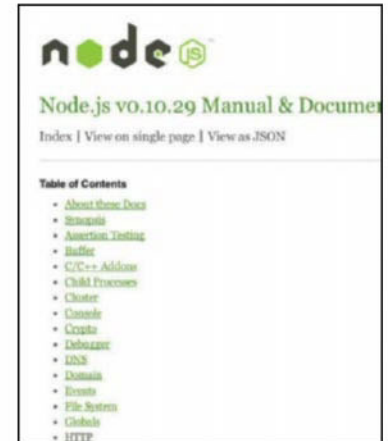 node
JS
Node.js v0.10.29 Manual & Documen
Index | View on single page | View as JSON
Table of Contents
• About these Docs
• Synopsis
• Assertion Testing
• Buffer
• C/C++ Addons
• Child Processes
• Cluster
• Console
• Crypto
• Debugger
• DNS
• Domain
• Events
• File System
• Globals
• HTTP